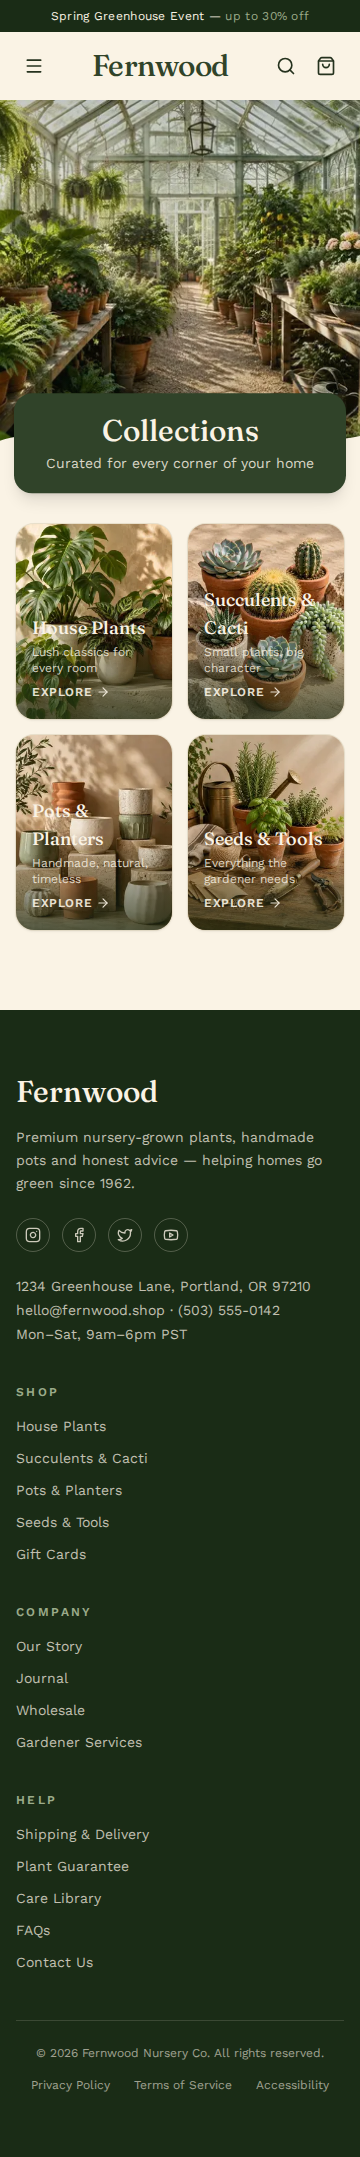 Spring Greenhouse Event — up to 30% off
Fernwood
Collections
Curated for every corner of your home
House Plants
Lush classics for
every room
EXPLORE →
Succulents &
Cacti
Small plants, big
character
EXPLORE →
Pots &
Planters
Handmade, natural,
timeless
EXPLORE →
Seeds & Tools
Everything the
gardener needs
EXPLORE →
Fernwood
Premium nursery-grown plants, handmade
pots and honest advice — helping homes go
green since 1962.
1234 Greenhouse Lane, Portland, OR 97210
hello@fernwood.shop · (503) 555-0142
Mon–Sat, 9am–6pm PST
SHOP
House Plants
Succulents & Cacti
Pots & Planters
Seeds & Tools
Gift Cards
COMPANY
Our Story
Journal
Wholesale
Gardener Services
HELP
Shipping & Delivery
Plant Guarantee
Care Library
FAQs
Contact Us
© 2026 Fernwood Nursery Co. All rights reserved.
Privacy Policy Terms of Service Accessibility